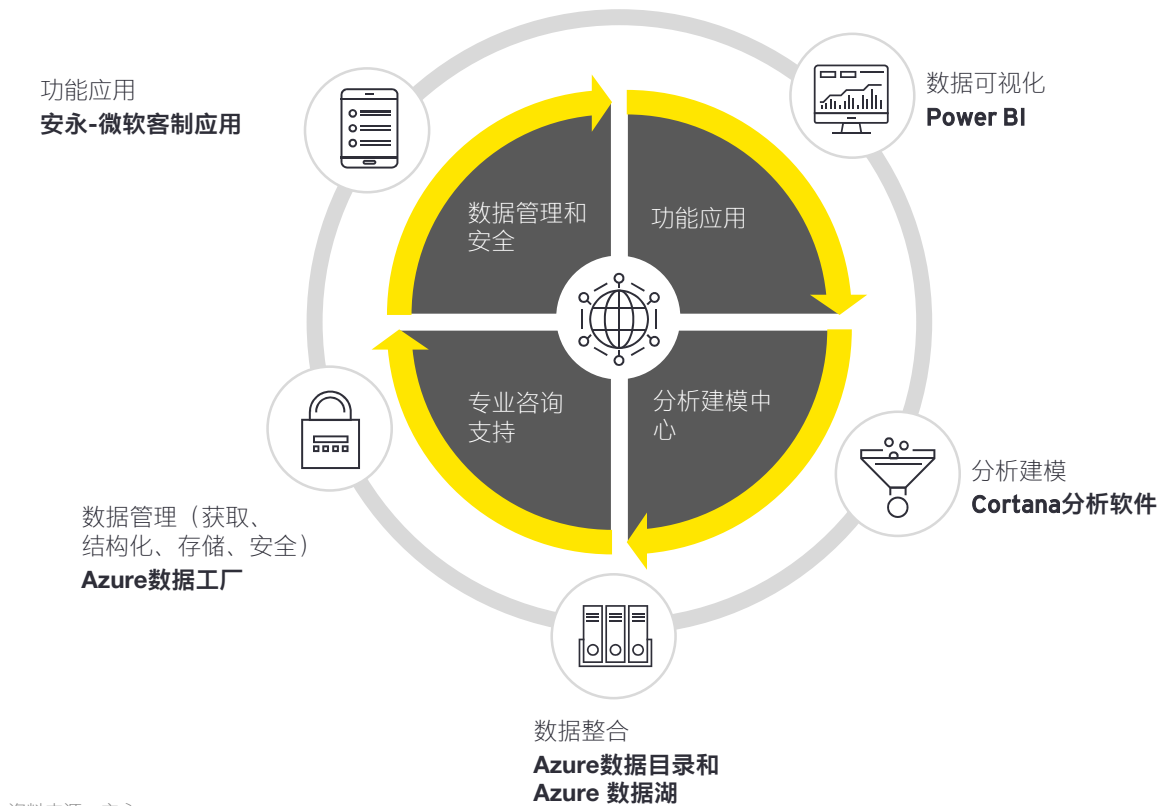 功能应用
安永-微软客制应用
数据可视化
Power BI
数据管理和
安全
功能应用
专业咨询
支持
分析建模中
心
分析建模
Cortana分析软件
数据管理（获取、
结构化、存储、安全）
Azure数据工厂
数据整合
Azure数据目录和
Azure 数据湖